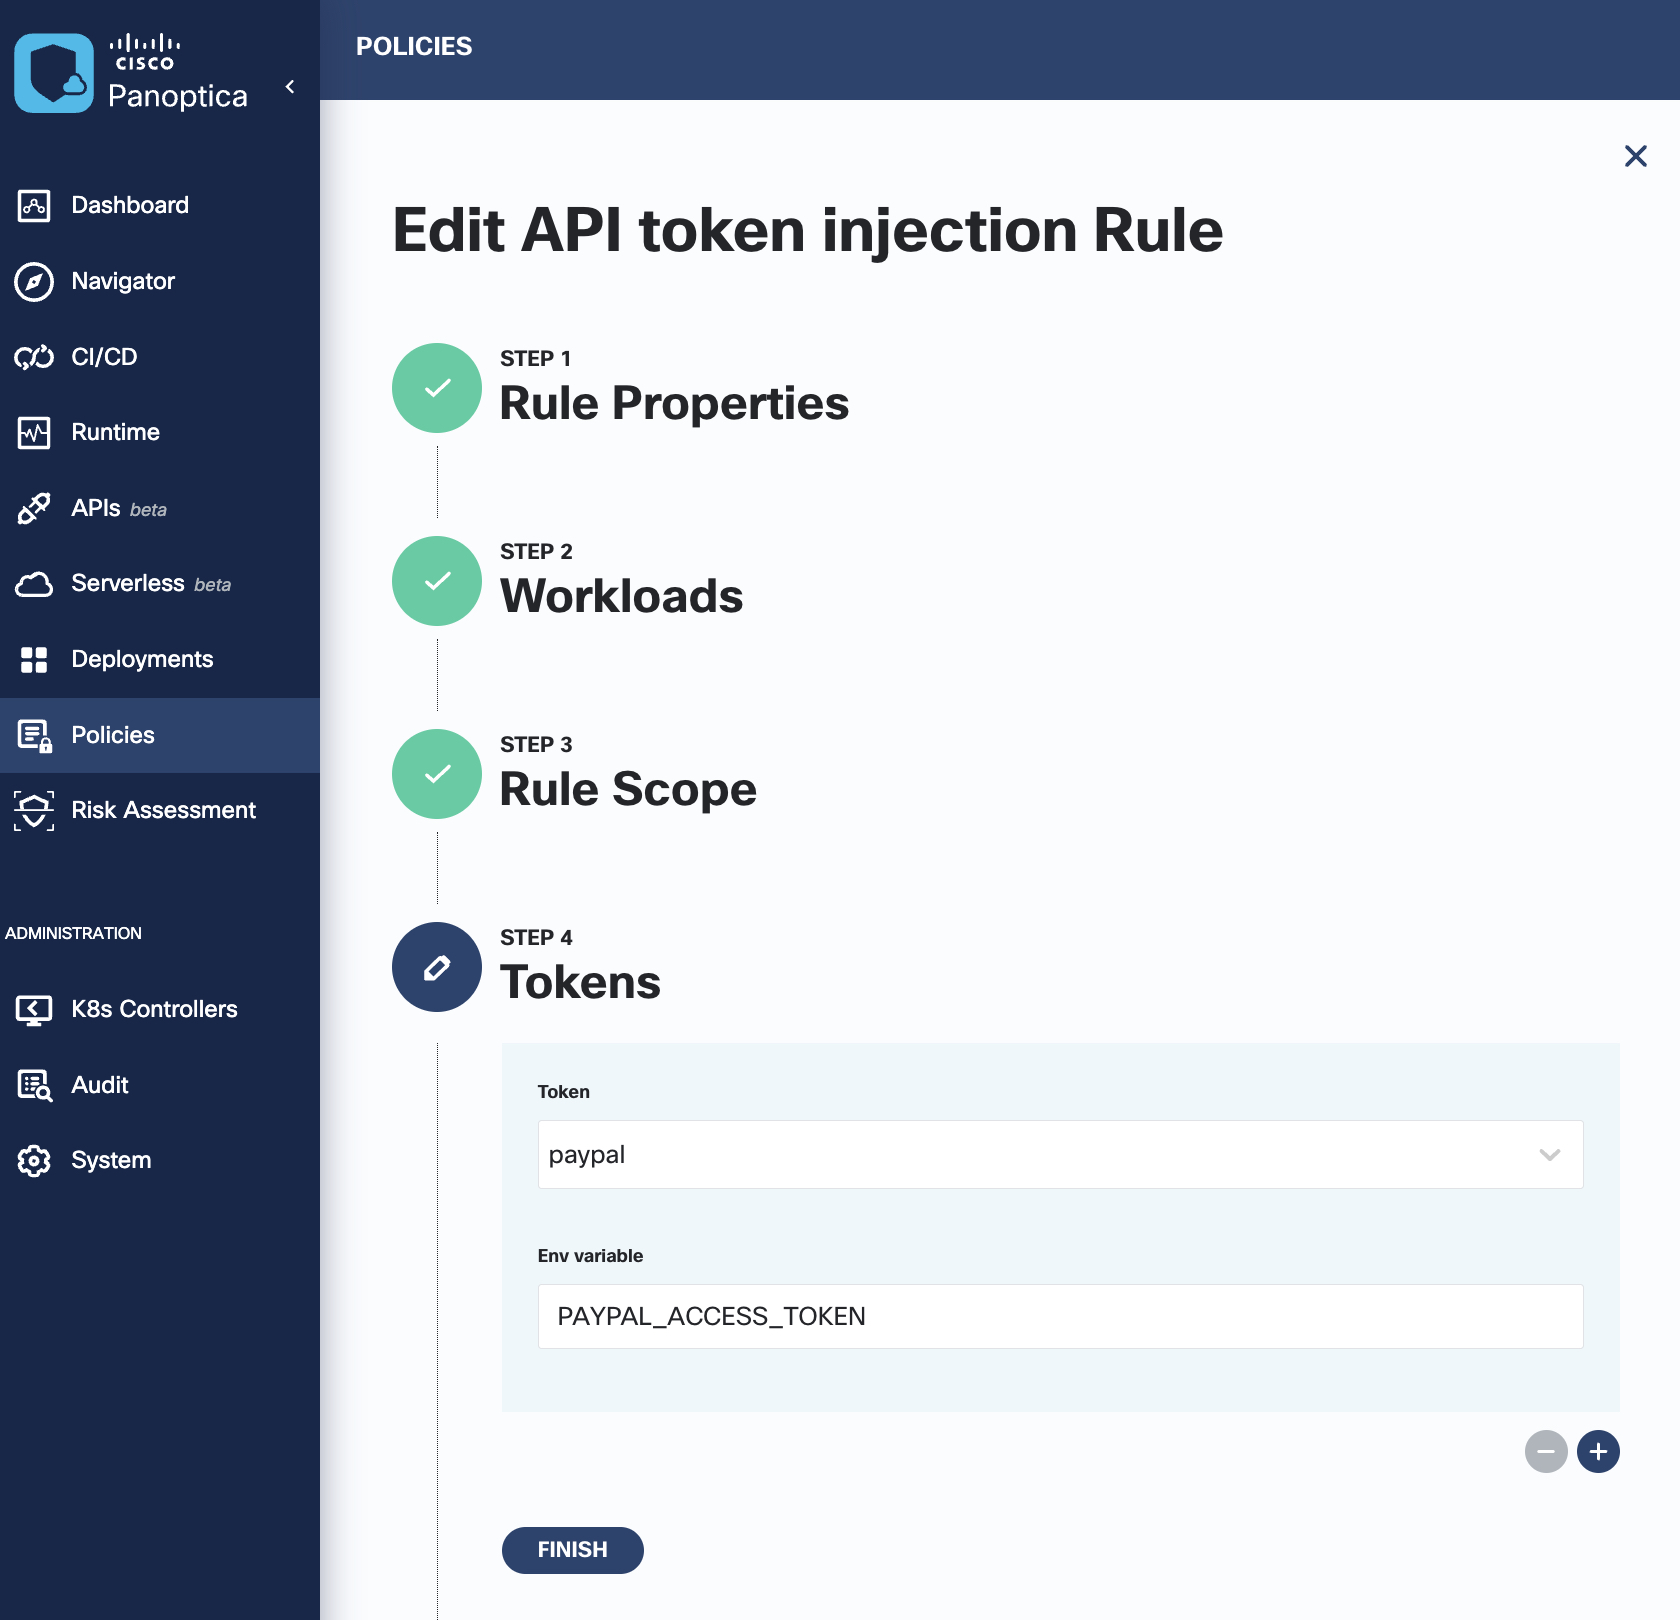 CISCO
Panoptica
Dashboard
Navigator
CI/CD
Runtime
APIs beta
Serverless beta
Deployments
Policies
Risk Assessment
ADMINISTRATION
K8s Controllers
Audit
System
POLICIES
Edit API token injection Rule
STEP 1
Rule Properties
STEP 2
Workloads
STEP 3
Rule Scope
STEP 4
Tokens
Token
paypal
Env variable
PAYPAL_ACCESS_TOKEN
FINISH